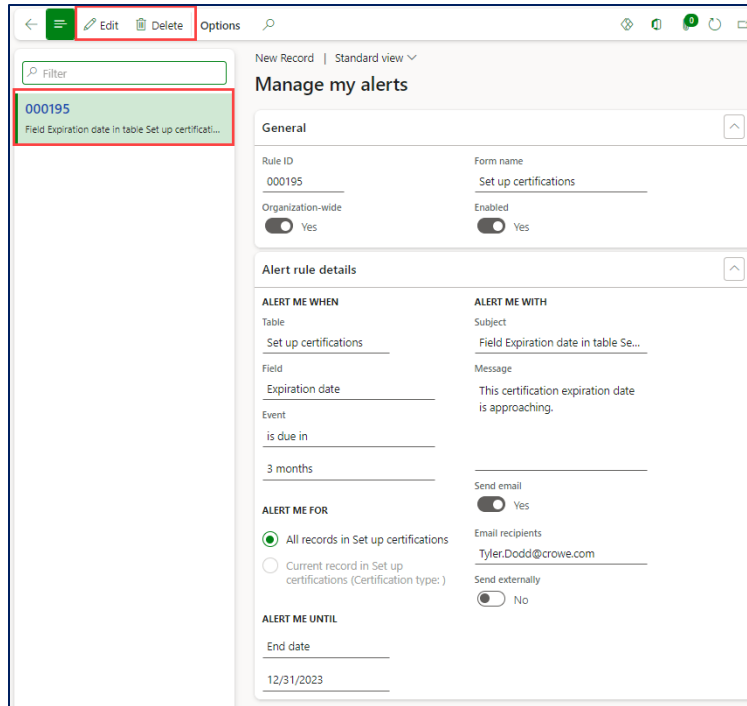 Edit Delete Options
0
Filter
000195
Field Expiration date in table Set up certificati...
New Record | Standard view
Manage my alerts
General
Rule ID
000195
Form name
Set up certifications
Organization-wide
Yes
Enabled
Yes
Alert rule details
ALERT ME WHEN
Table
Set up certifications
Field
Expiration date
Event
is due in
3 months
ALERT ME FOR
All records in Set up certifications
Current record in Set up
certifications (Certification type: )
ALERT ME UNTIL
End date
12/31/2023
ALERT ME WITH
Subject
Field Expiration date in table Se...
Message
This certification expiration date
is approaching.
Send email
Yes
Email recipients
Tyler.Dodd@crowe.com
Send externally
No